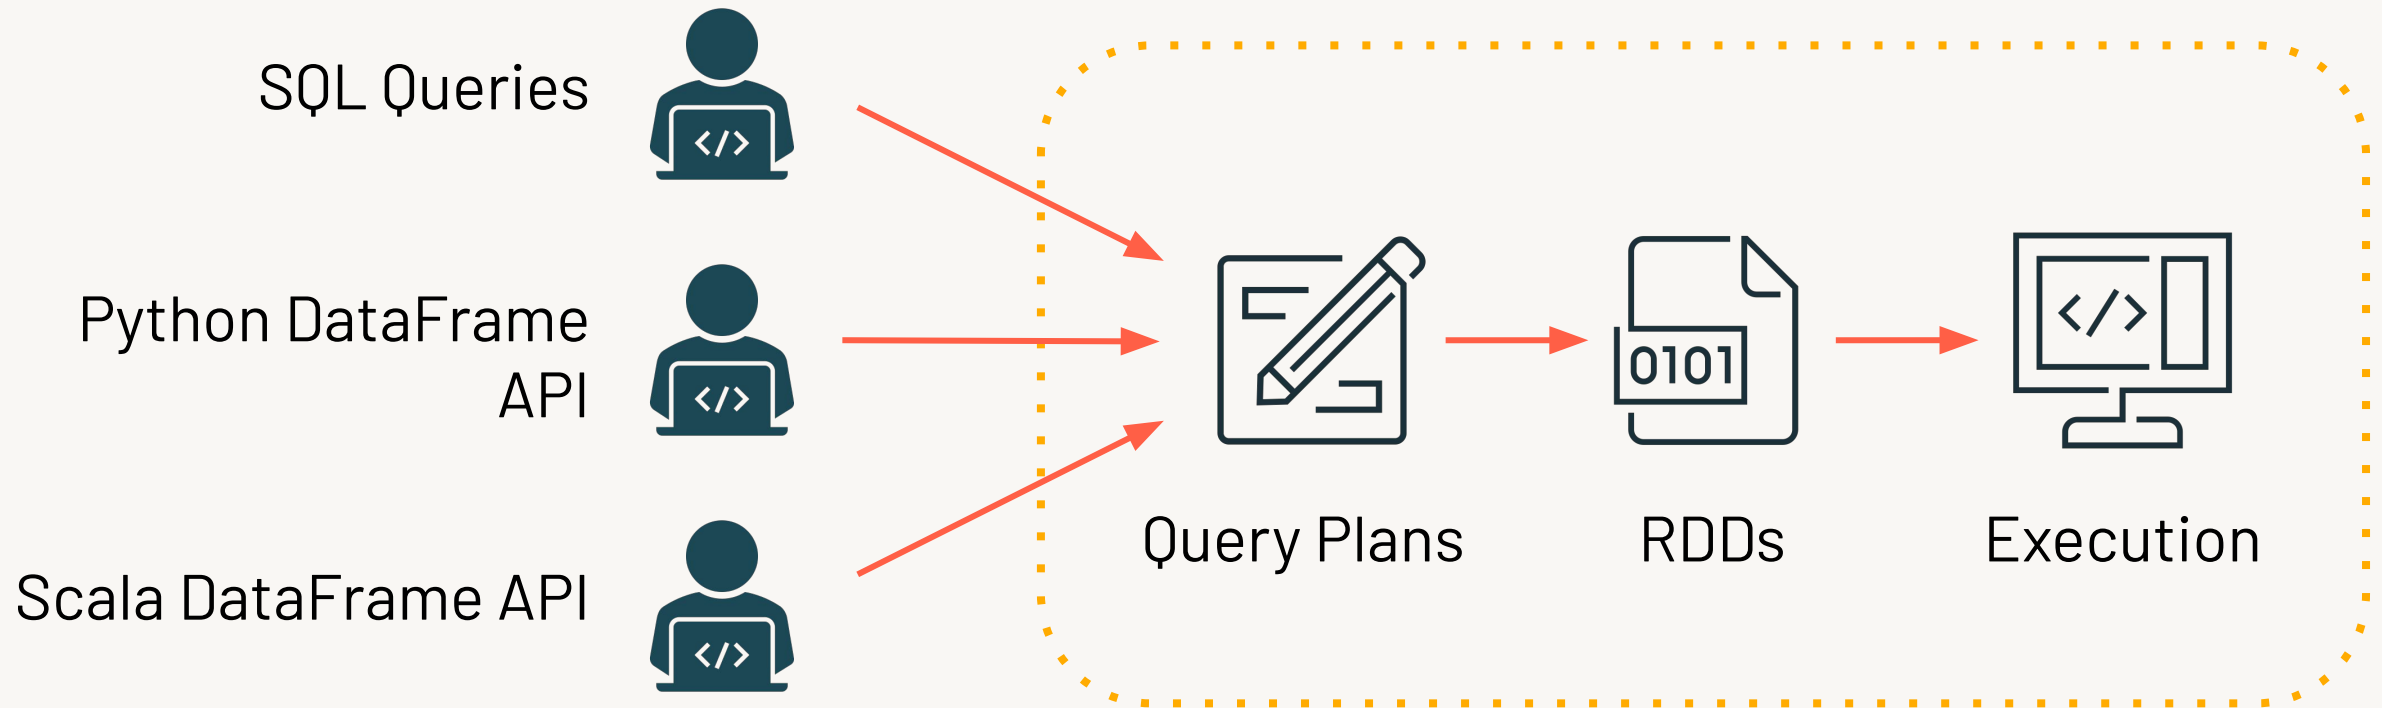 SQL Queries
</>
Python DataFrame
API
</>
Scala DataFrame API
</>
Query Plans
0101
RDDs
</>
Execution